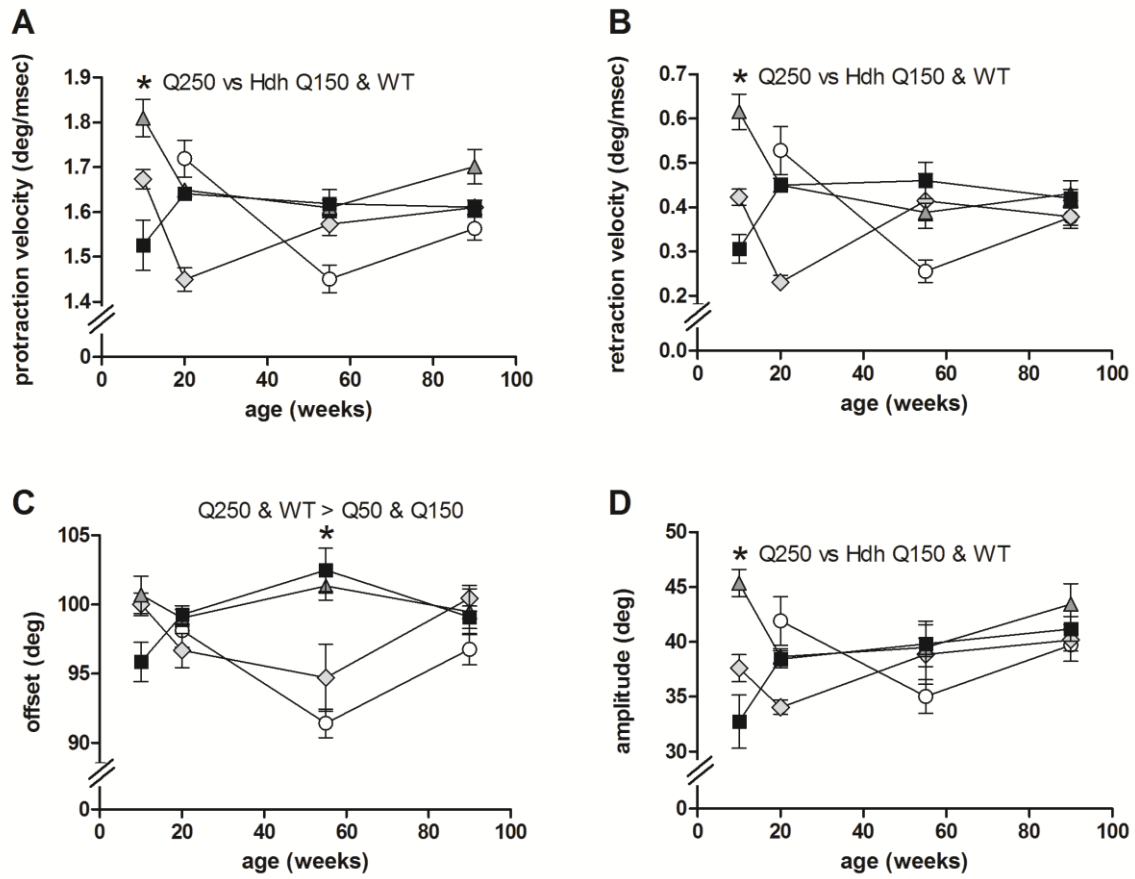 A
* Q250 vs Hdh Q150 & WT
protraction velocity (deg/msec)
1.9
1.8
1.7
1.6
1.5
1.4
0
0 20 40 60 80 100
age (weeks)
B
* Q250 vs Hdh Q150 & WT
retraction velocity (deg/msec)
0.7
0.6
0.5
0.4
0.3
0.2
0.0
0 20 40 60 80 100
age (weeks)
C
Q250 & WT > Q50 & Q150
*
offset (deg)
105
100
95
90
0
0 20 40 60 80 100
age (weeks)
D
* Q250 vs Hdh Q150 & WT
amplitude (deg)
50
45
40
35
30
0
0 20 40 60 80 100
age (weeks)